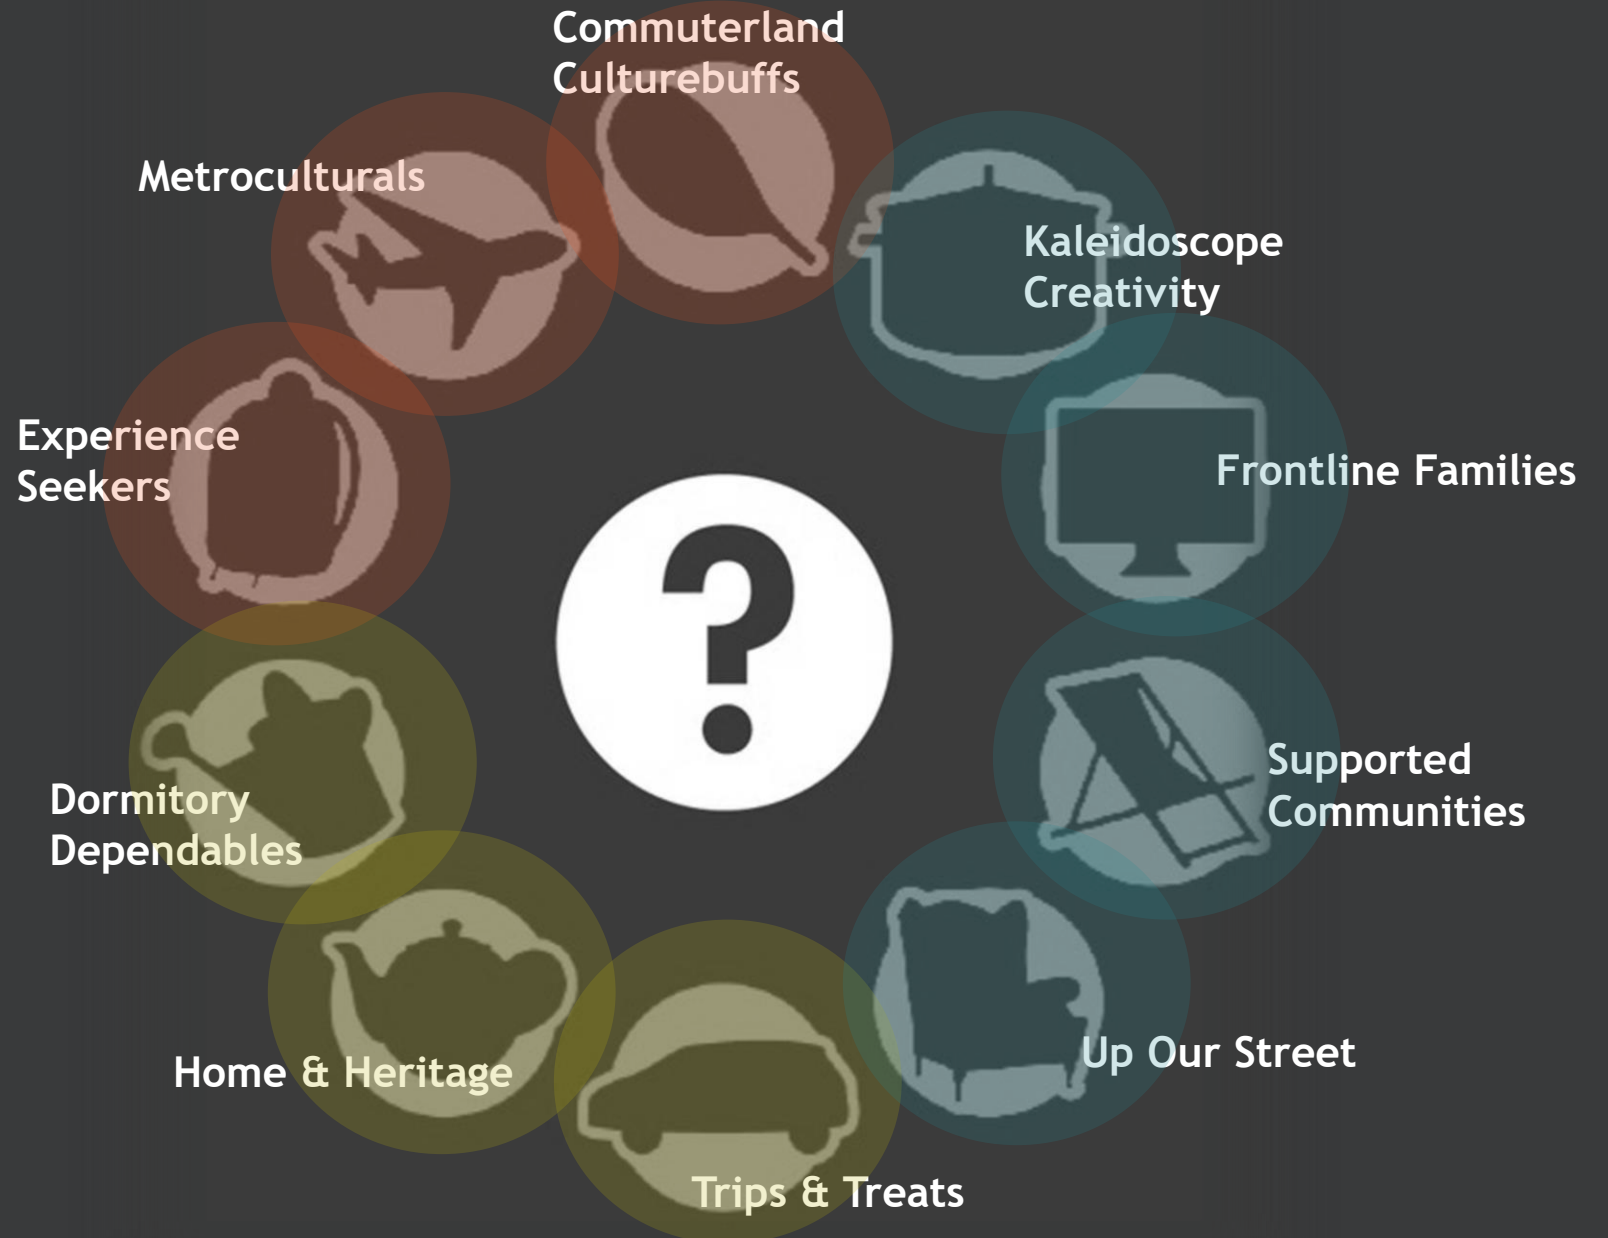 Commuterland
Culturebuffs
Metroculturals
Kaleidoscope
Creativity
Experience
Seekers
Frontline Families
?
Supported
Communities
Dormitory
Dependables
Up Our Street
Home & Heritage
Trips & Treats